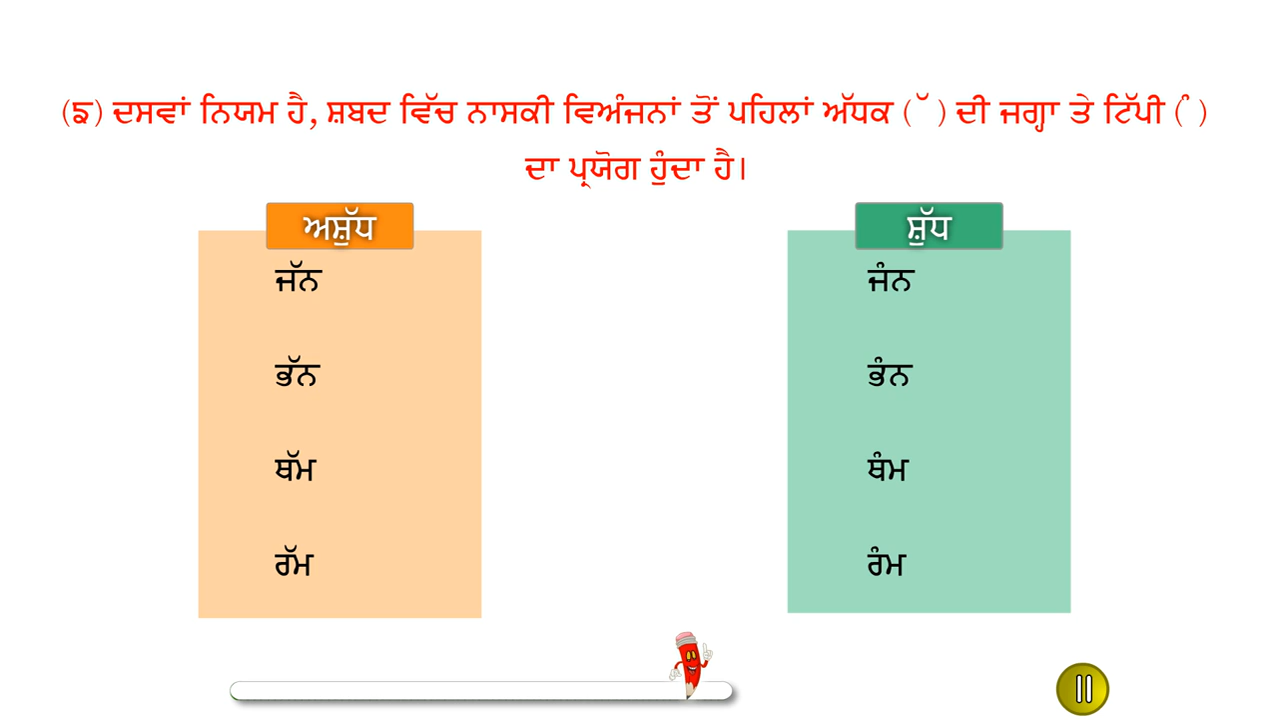 (ਙ) ਦਸਵਾਂ ਨਿਯਮ ਹੈ, ਸ਼ਬਦ ਵਿੱਚ ਨਾਸਕੀ ਵਿਅੰਜਨਾਂ ਤੋਂ ਪਹਿਲਾਂ ਅੱਧਕ (ੱ) ਦੀ ਜਗ੍ਹਾ ਤੇ ਟਿੱਪੀ (ੰ)
ਦਾ ਪ੍ਰਯੋਗ ਹੁੰਦਾ ਹੈ।
ਅਸ਼ੁੱਧ
ਜੱਨ
ਭੱਨ
ਥੱਮ
ਰੱਮ
ਸ਼ੁੱਧ
ਜੰਨ
ਭੰਨ
ਥੰਮ
ਰੰਮ